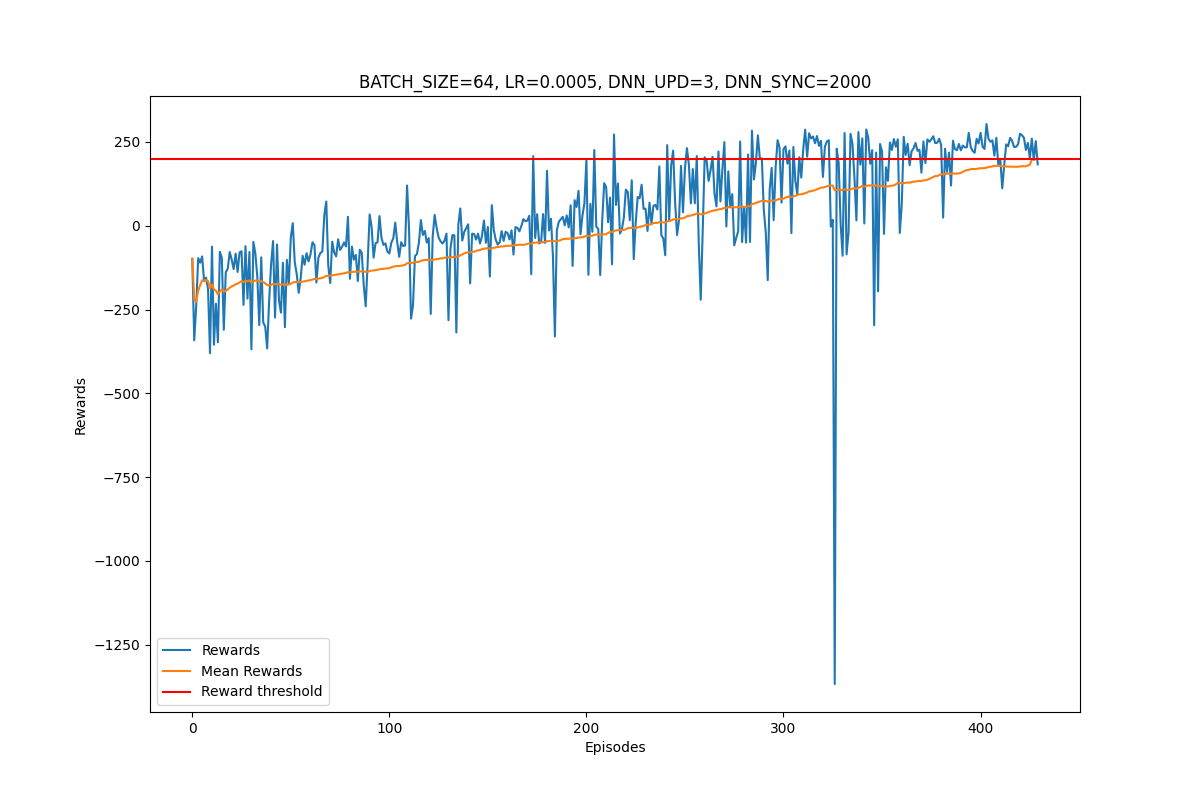 BATCH_SIZE=64, LR=0.0005, DNN_UPD=3, DNN_SYNC=2000
250
0
−250
−500
−750
−1000
−1250
Rewards
Rewards
Mean Rewards
Reward threshold
0 100 200 300 400
Episodes